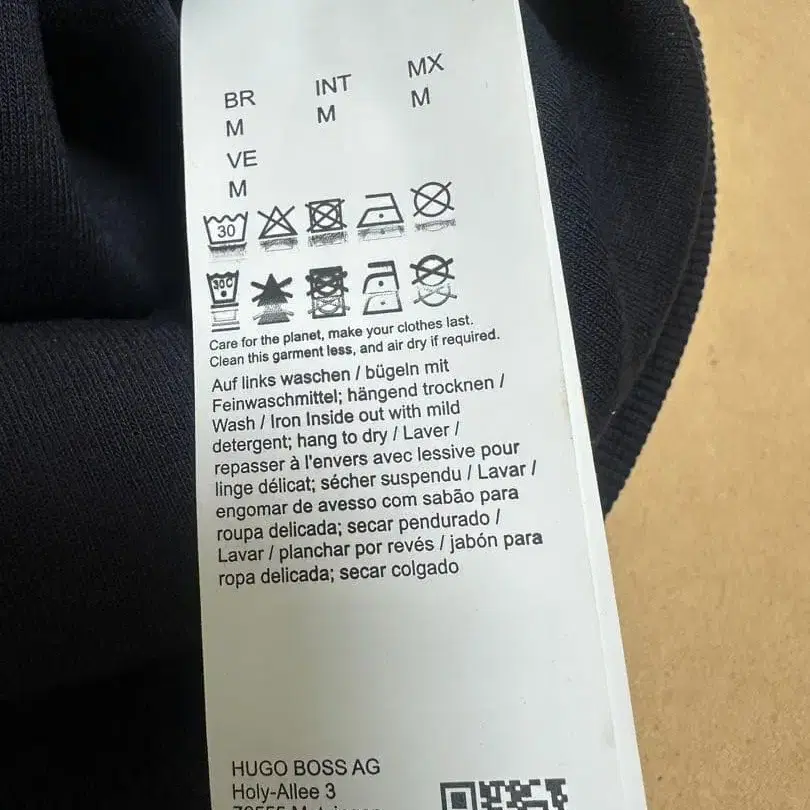 BR INT MX
M M M
VE
M
30
30C
Care for the planet, make your clothes last.
Clean this garment less, and air dry if required.
Auf links waschen / bügeln mit
Feinwaschmittel; hängend trocknen /
Wash / Iron Inside out with mild
detergent; hang to dry / Laver /
repasser à l'envers avec lessive pour
linge délicat; sécher suspendu / Lavar /
engomar de avesso com sabão para
roupa delicada; secar pendurado /
Lavar / planchar por revés / jabón para
ropa delicada; secar colgado
HUGO BOSS AG
Holy-Allee 3